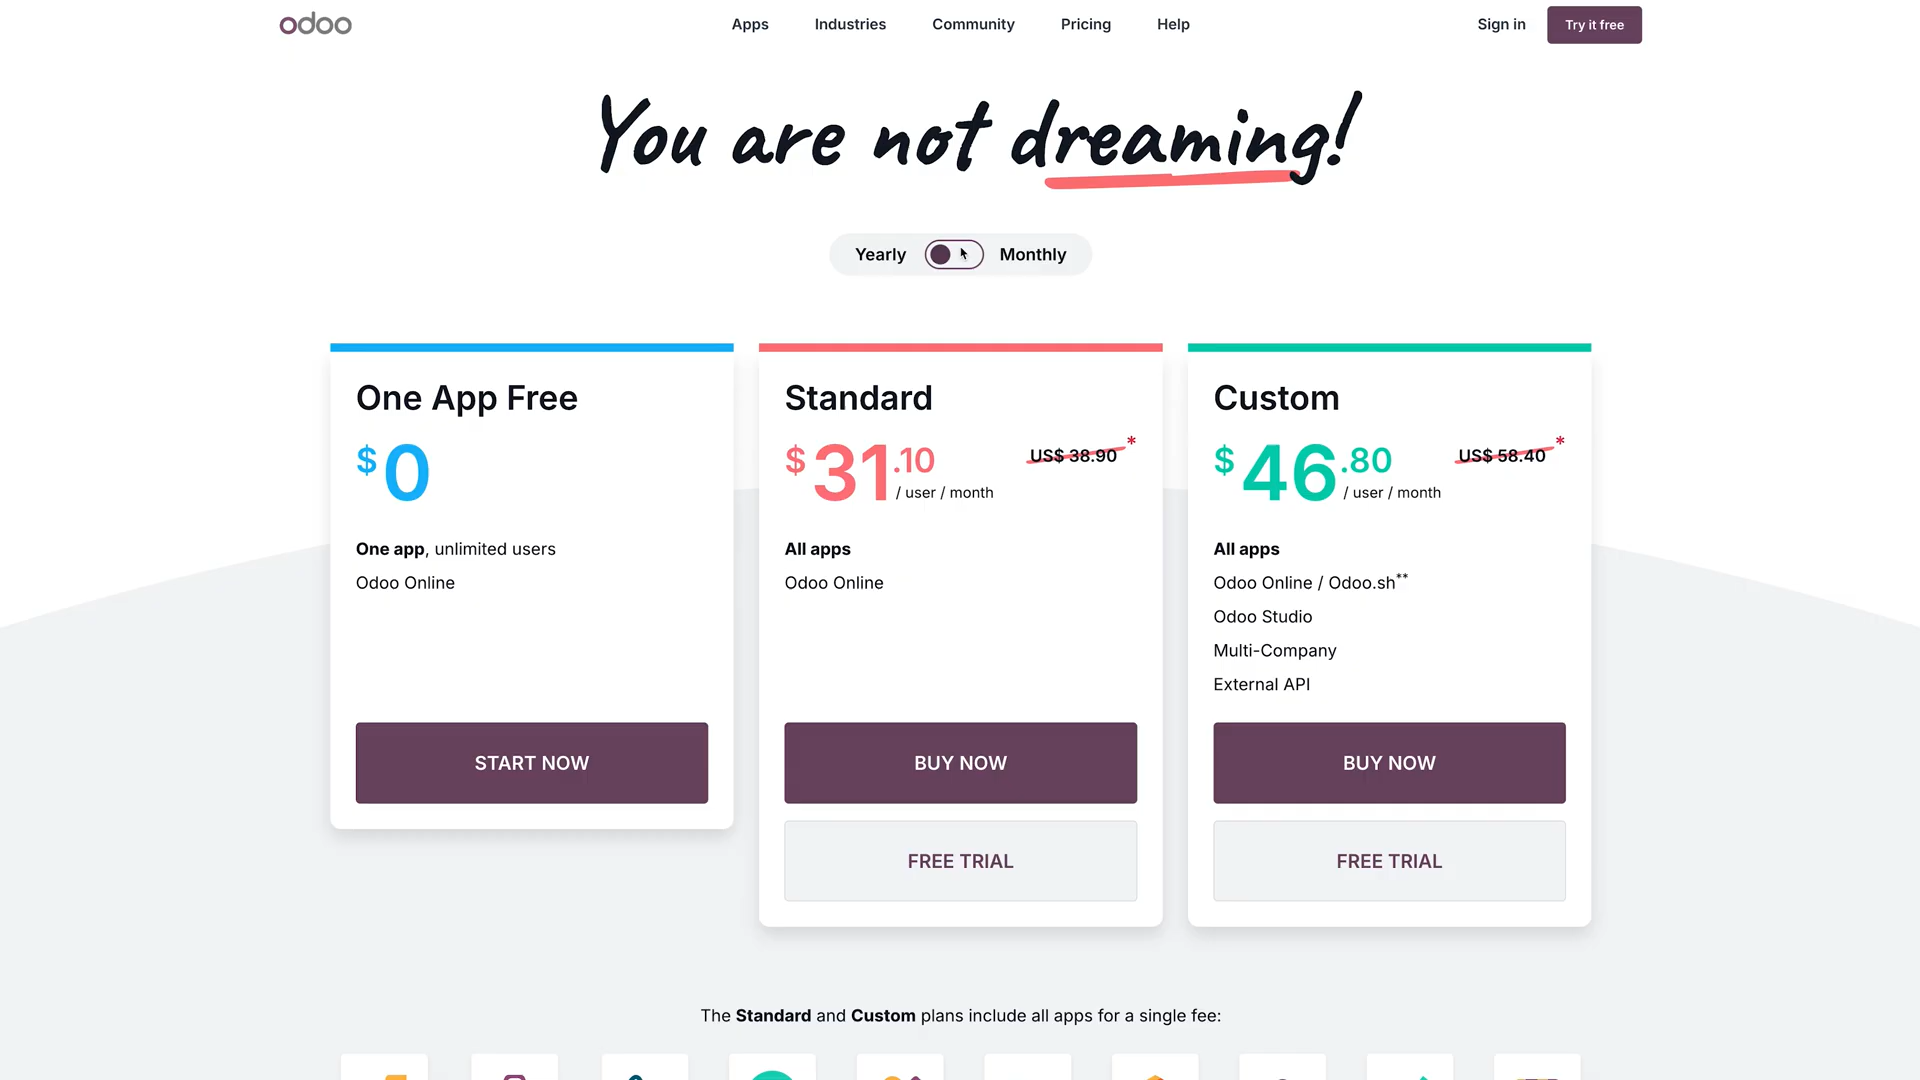 odoo
Apps
Industries
Community
Pricing
Help
Sign in
Try it free
You are not dreaming!
Yearly
Monthly
One App Free
$0
One app, unlimited users
Odoo Online
START NOW
Standard
$31.10
/ user / month
US$ 38.90*
All apps
Odoo Online
BUY NOW
FREE TRIAL
Custom
$46.80
/ user / month
US$ 58.40*
All apps
Odoo Online / Odoo.sh**
Odoo Studio
Multi-Company
External API
BUY NOW
FREE TRIAL
The Standard and Custom plans include all apps for a single fee: